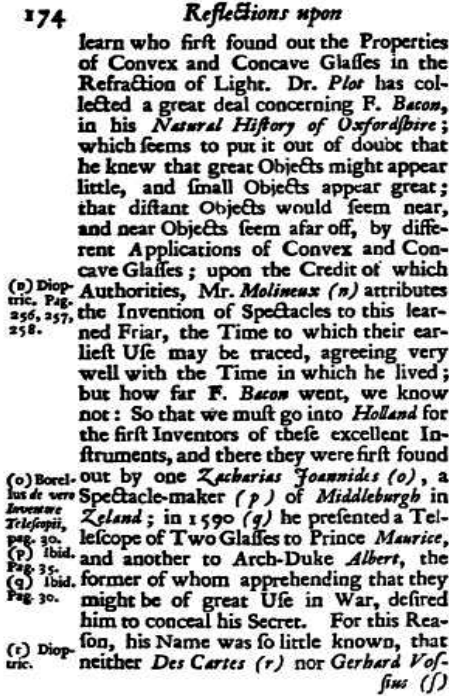 174 Reflections upon
learn who firſt found out the Properties
of Convex and Concave Glaſſes in the
Refraction of Light. Dr. Plot has col-
lected a great deal concerning F. Bacon,
in his Natural Hiſtory of Oxfordſhire;
which ſeems to put it out of doubt that
he knew that great Objects might appear
little, and ſmall Objects appear great;
that diſtant Objects would ſeem near,
and near Objects ſeem afar off, by diffe-
rent Applications of Convex and Con-
cave Glaſſes; upon the Credit of which
Authorities, Mr. Molineux (n) attributes
the Invention of Spectacles to this lear-
ned Friar, the Time to which their ear-
lieſt Uſe may be traced, agreeing very
well with the Time in which he lived;
but how far F. Bacon went, we know
not: So that we muſt go into Holland for
the firſt Inventors of theſe excellent In-
ſtruments, and there they were firſt found
out by one Zacharias Joannides (o), a
Spectacle-maker (p) of Middleburgh in
Zeland; in 1590 (q) he preſented a Tel-
leſcope of Two Glaſſes to Prince Maurice,
and another to Arch-Duke Albert, the
former of whom apprehending that they
might be of great Uſe in War, deſired
him to conceal his Secret. For this Rea-
ſon, his Name was ſo little known, that
neither Des Cartes (r) nor Gerhard Voſ-
ſius (ſ)
(n) Diop-
tric. Pag.
256, 257,
258.
(o) Borel-
lus de vero
Inventore
Teleſcopii,
pag. 30.
(p) Ibid.
Pag. 35.
(q) Ibid.
Pag. 30.
(r) Diop-
tric.